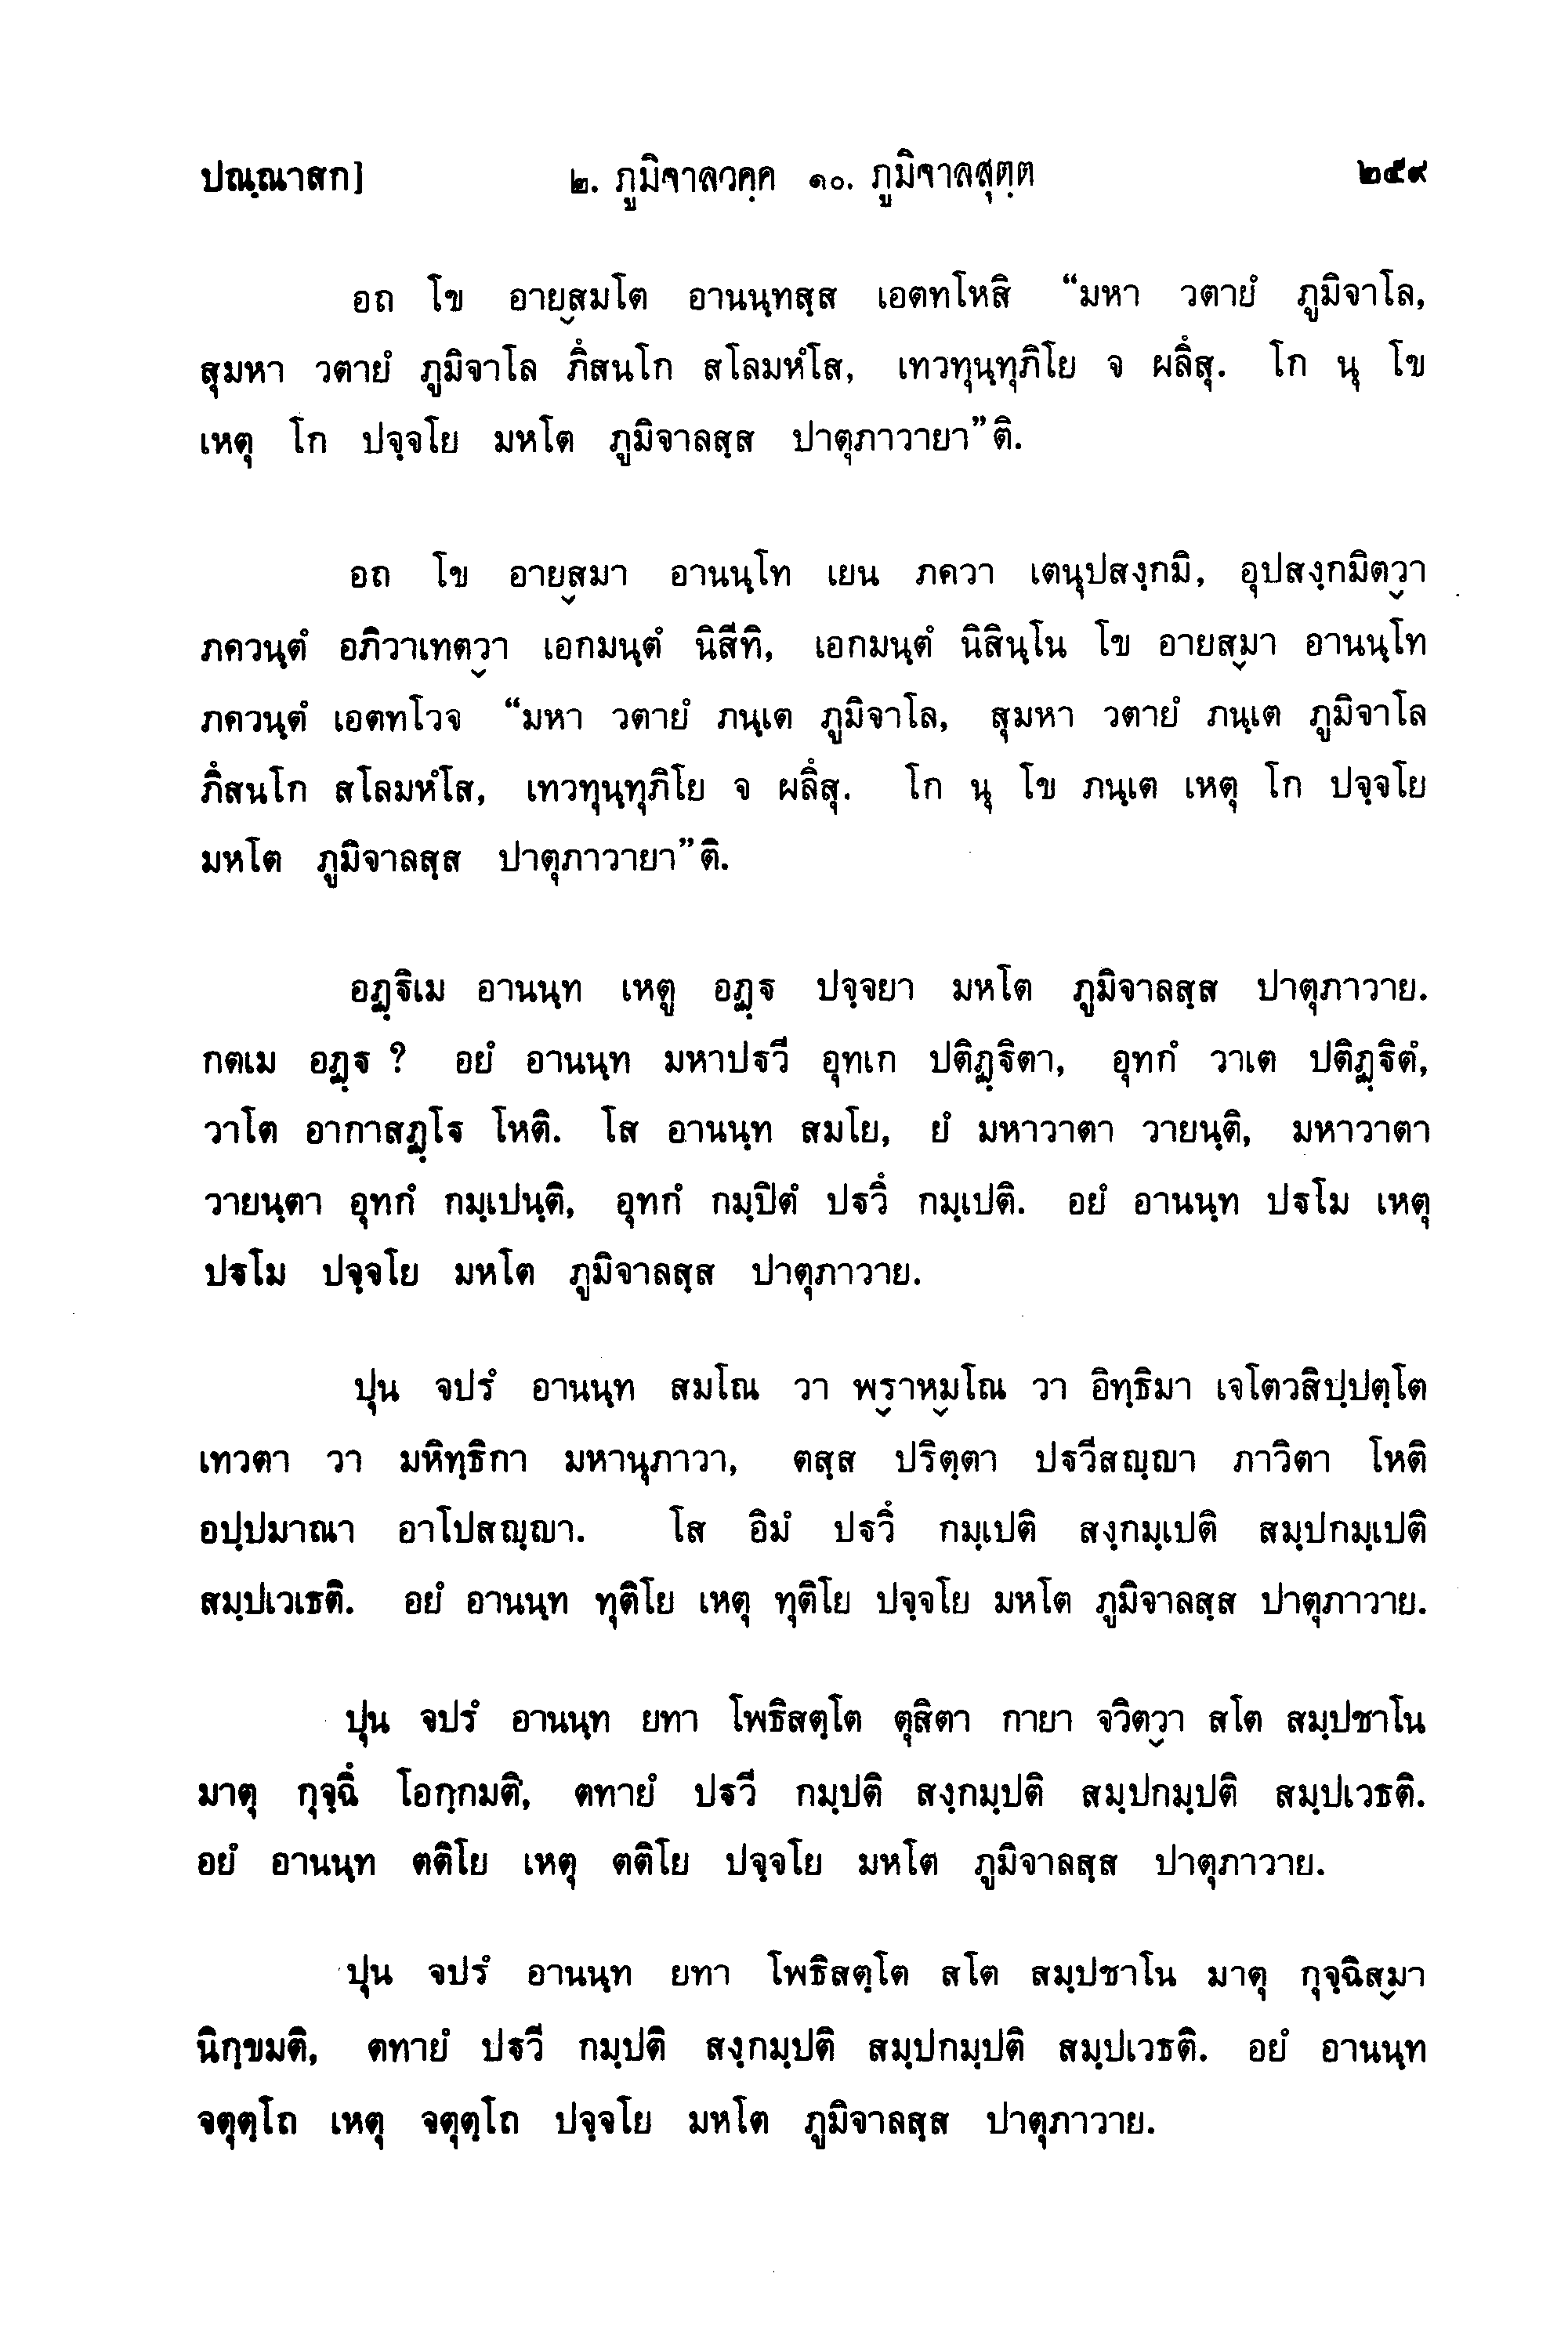 ปณฺณาสก] ๒. ภูมิจาลวคฺค ๑๐. ภูมิจาลสุตฺต ๒๕๙
อถ โข อายสฺมโต อานนฺทสฺส เอตทโหสิ “มหา วตายํ ภูมิจาโล,
สุมหา วตายํ ภูมิจาโล ภึสนโก สโลมหํโส, เทวทุนฺทุภิโย จ ผลึสุ. โก นุ โข
เหตุ โก ปจฺจโย มหโต ภูมิจาลสฺส ปาตุภาวายา”ติ.
อถ โข อายสฺมา อานนฺโท เยน ภควา เตนุปสงฺกมิ, อุปสงฺกมิตฺวา
ภควนฺตํ อภิวาเทตฺวา เอกมนฺตํ นิสีทิ, เอกมนฺตํ นิสินฺโน โข อายสฺมา อานนฺโท
ภควนฺตํ เอตทโวจ “มหา วตายํ ภนฺเต ภูมิจาโล, สุมหา วตายํ ภนฺเต ภูมิจาโล
ภึสนโก สโลมหํโส, เทวทุนฺทุภิโย จ ผลึสุ. โก นุ โข ภนฺเต เหตุ โก ปจฺจโย
มหโต ภูมิจาลสฺส ปาตุภาวายา”ติ.
อฏฺฐิเม อานนฺท เหตู อฏฺฐ ปจฺจยา มหโต ภูมิจาลสฺส ปาตุภาวาย.
กตเม อฏฺฐ ? อยํ อานนฺท มหาปฐวี อุทเก ปติฏฺฐิตา, อุทกํ วาเต ปติฏฺฐิตํ,
วาโต อากาสฏฺโฐ โหติ. โส อานนฺท สมโย, ยํ มหาวาตา วายนฺติ, มหาวาตา
วายนฺตา อุทกํ กมฺเปนฺติ, อุทกํ กมฺปิตํ ปฐวึ กมฺเปติ. อยํ อานนฺท ปฐโม เหตุ
ปฐโม ปจฺจโย มหโต ภูมิจาลสฺส ปาตุภาวาย.
ปุน จปรํ อานนฺท สมโณ วา พฺราหฺมโณ วา อิทฺธิมา เจโตวสิปฺปตฺโต
เทวตา วา มหิทฺธิกา มหานุภาวา, ตสฺส ปริตฺตา ปฐวีสญฺญา ภาวิตา โหติ
อปฺปมาณา อาโปสญฺญา. โส อิมํ ปฐวึ กมฺเปติ สงฺกมฺเปติ สมฺปกมฺเปติ
สมฺปเวเธติ. อยํ อานนฺท ทุติโย เหตุ ทุติโย ปจฺจโย มหโต ภูมิจาลสฺส ปาตุภาวาย.
ปุน จปรํ อานนฺท ยทา โพธิสตฺโต ตุสิตา กายา จวิตฺวา สโต สมฺปชาโน
มาตุ กุจฺฉึ โอกฺกมติ, ตทายํ ปฐวี กมฺปติ สงฺกมฺปติ สมฺปกมฺปติ สมฺปเวธติ.
อยํ อานนฺท ตติโย เหตุ ตติโย ปจฺจโย มหโต ภูมิจาลสฺส ปาตุภาวาย.
ปุน จปรํ อานนฺท ยทา โพธิสตฺโต สโต สมฺปชาโน มาตุ กุจฺฉิสฺมา
นิกฺขมติ, ตทายํ ปฐวี กมฺปติ สงฺกมฺปติ สมฺปกมฺปติ สมฺปเวธติ. อยํ อานนฺท
จตุตฺโถ เหตุ จตุตฺโถ ปจฺจโย มหโต ภูมิจาลสฺส ปาตุภาวาย.